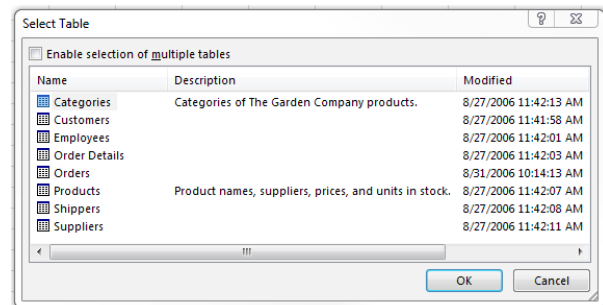 Select Table
Enable selection of multiple tables
Name Description Modified
Categories Categories of The Garden Company products. 8/27/2006 11:42:13 AM
Customers 8/27/2006 11:41:58 AM
Employees 8/27/2006 11:42:01 AM
Order Details 8/27/2006 11:42:03 AM
Orders 8/31/2006 10:14:13 AM
Products Product names, suppliers, prices, and units in stock. 8/27/2006 11:42:07 AM
Shippers 8/27/2006 11:42:08 AM
Suppliers 8/27/2006 11:42:11 AM
OK Cancel